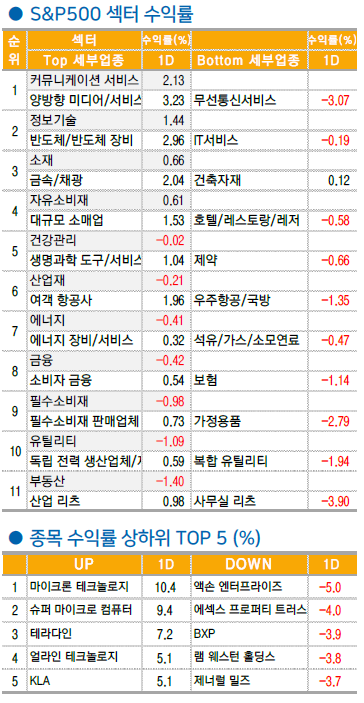 ● S&P500 섹터 수익률
순위 섹터 수익률(%) 수익률(%)
Top 세부업종 1D Bottom 세부업종 1D
1 커뮤니케이션 서비스 2.13
양방향 미디어/서비스 3.23 무선통신서비스 -3.07
2 정보기술 1.44
반도체/반도체 장비 2.96 IT서비스 -0.19
3 소재 0.66
금속/채광 2.04 건축자재 0.12
4 자유소비재 0.61
대규모 소매업 1.53 호텔/레스토랑/레저 -0.58
5 건강관리 -0.02
생명과학 도구/서비스 1.04 제약 -0.66
6 산업재 -0.21
여객 항공사 1.96 우주항공/국방 -1.35
7 에너지 -0.41
에너지 장비/서비스 0.32 석유/가스/소모연료 -0.47
8 금융 -0.42
소비자 금융 0.54 보험 -1.14
9 필수소비재 -0.98
필수소비재 판매업체 0.73 가정용품 -2.79
10 유틸리티 -1.09
독립 전력 생산업체/ 0.59 복합 유틸리티 -1.94
11 부동산 -1.40
산업 리츠 0.98 사무실 리츠 -3.90
● 종목 수익률 상하위 TOP 5 (%)
UP 1D DOWN 1D
1 마이크론 테크놀로지 10.4 액손 엔터프라이즈 -5.0
2 슈퍼 마이크로 컴퓨터 9.4 에섹스 프로퍼티 트러스 -4.0
3 테라다인 7.2 BXP -3.9
4 얼라인 테크놀로지 5.1 램 웨스턴 홀딩스 -3.8
5 KLA 5.1 제너럴 밀즈 -3.7